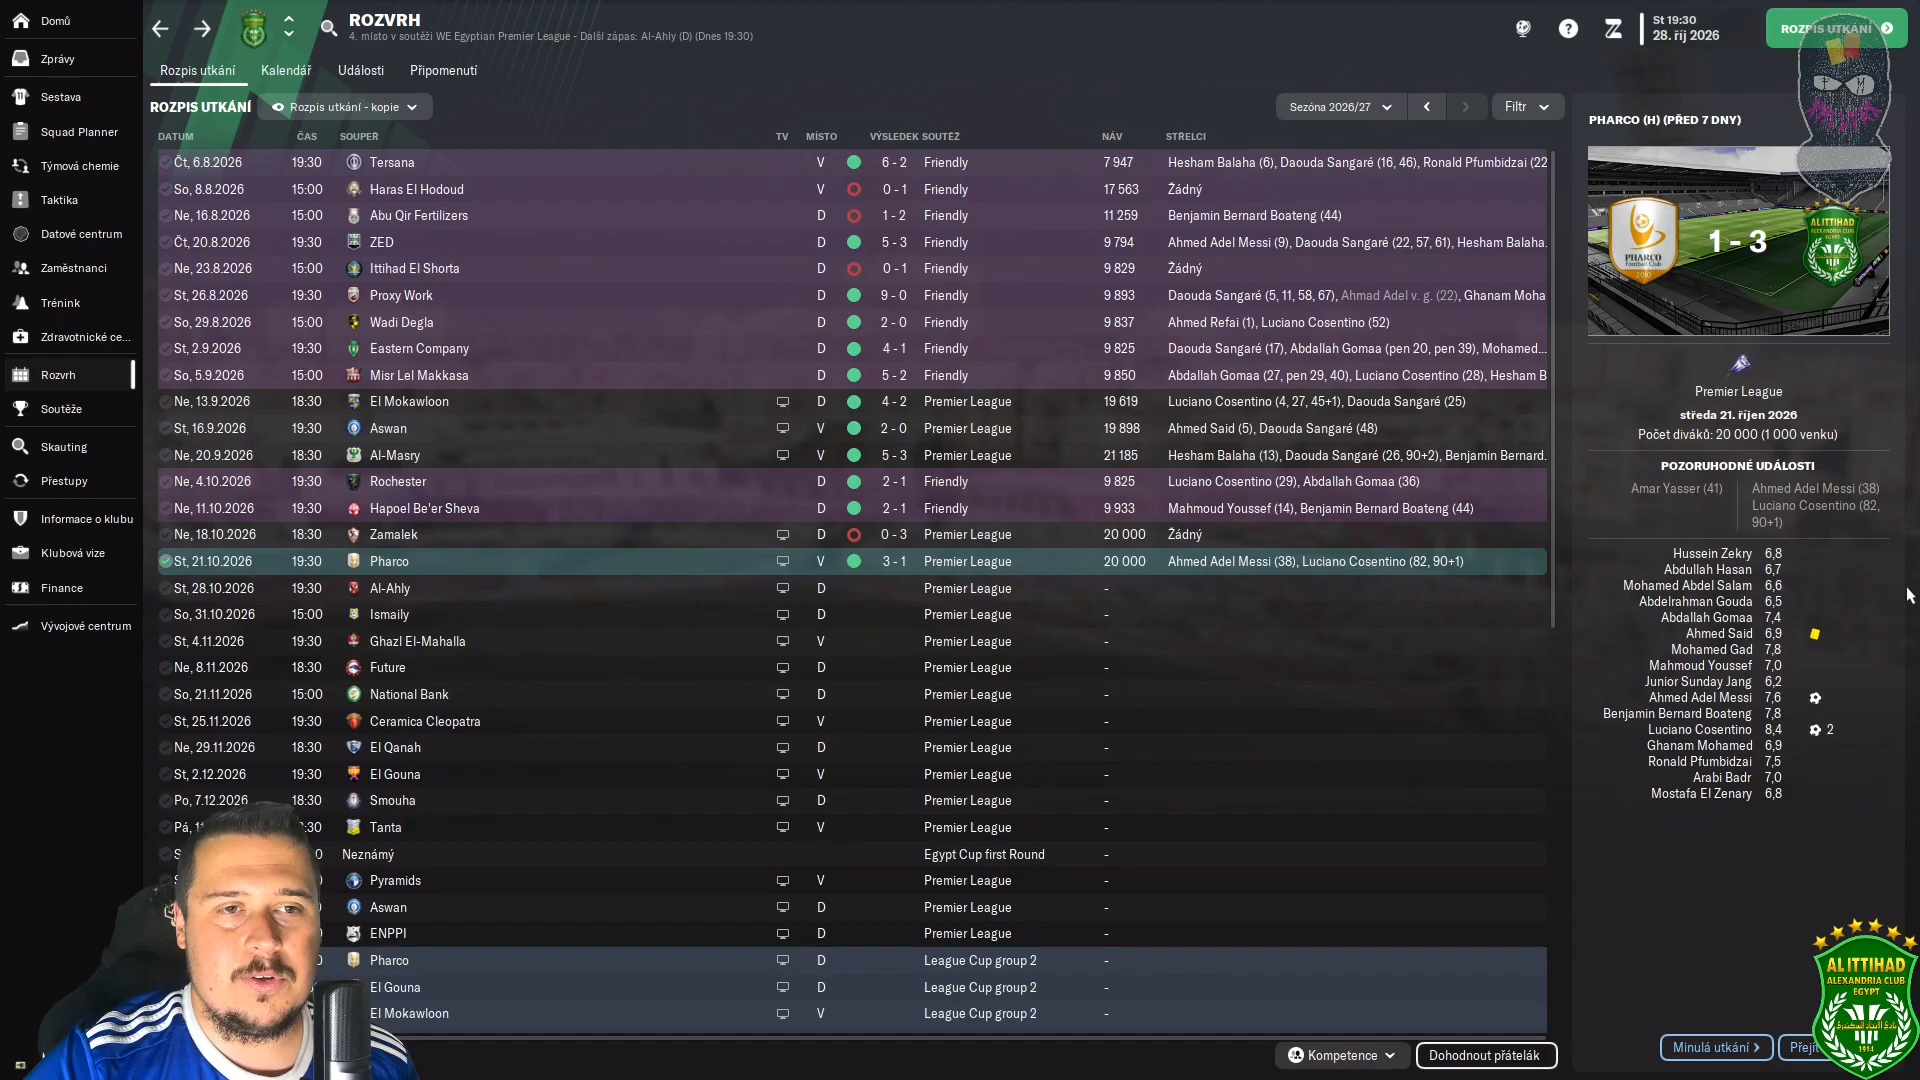 Domů
Zprávy
Sestava
Squad Planner
Týmová chemie
Taktika
Datové centrum
Zaměstnanci
Trénink
Zdravotnické ce...
Rozvrh
Soutěže
Skauting
Přestupy
Informace o klubu
Klubová vize
Finance
Vývojové centrum
ROZVRH
4. místo v soutěži WE Egyptian Premier League - Další zápas: Al-Ahly (D) (Dnes 19:30)
St 19:30
28. říj 2026
ROZPIS UTKÁNÍ
Rozpis utkání Kalendář Události Připomenutí
ROZPIS UTKÁNÍ Rozpis utkání - kopie Sezóna 2026/27 Filtr
DATUM ČAS SOUPEŘ TV MÍSTO VÝSLEDEK SOUTĚŽ NÁV STŘELCI
Čt, 6.8.2026 19:30 Tersana V 6 - 2 Friendly 7 947 Hesham Balaha (6), Daouda Sangaré (16, 46), Ronald Pfumbidzai (22
So, 8.8.2026 15:00 Haras El Hodoud V 0 - 1 Friendly 17 563 Žádný
Ne, 16.8.2026 15:00 Abu Qir Fertilizers D 1 - 2 Friendly 11 259 Benjamin Bernard Boateng (44)
Čt, 20.8.2026 19:30 ZED D 5 - 3 Friendly 9 794 Ahmed Adel Messi (9), Daouda Sangaré (22, 57, 61), Hesham Balaha.
Ne, 23.8.2026 15:00 Ittihad El Shorta D 0 - 1 Friendly 9 829 Žádný
St, 26.8.2026 19:30 Proxy Work D 9 - 0 Friendly 9 893 Daouda Sangaré (5, 11, 58, 67), Ahmad Adel v. g. (22), Ghanam Moha
So, 29.8.2026 15:00 Wadi Degla D 2 - 0 Friendly 9 837 Ahmed Refai (1), Luciano Cosentino (52)
St, 2.9.2026 19:30 Eastern Company D 4 - 1 Friendly 9 825 Daouda Sangaré (17), Abdallah Gomaa (pen 20, pen 39), Mohamed...
So, 5.9.2026 15:00 Misr Lel Makkasa D 5 - 2 Friendly 9 850 Abdallah Gomaa (27, pen 29, 40), Luciano Cosentino (28), Hesham B
Ne, 13.9.2026 18:30 El Mokawloon D 4 - 2 Premier League 19 619 Luciano Cosentino (4, 27, 45+1), Daouda Sangaré (25)
St, 16.9.2026 19:30 Aswan V 2 - 0 Premier League 19 898 Ahmed Said (5), Daouda Sangaré (48)
Ne, 20.9.2026 18:30 Al-Masry V 5 - 3 Premier League 21 185 Hesham Balaha (13), Daouda Sangaré (26, 90+2), Benjamin Bernard.
Ne, 4.10.2026 19:30 Rochester D 2 - 1 Friendly 9 825 Luciano Cosentino (29), Abdallah Gomaa (36)
Ne, 11.10.2026 19:30 Hapoel Be'er Sheva D 2 - 1 Friendly 9 933 Mahmoud Youssef (14), Benjamin Bernard Boateng (44)
Ne, 18.10.2026 18:30 Zamalek D 0 - 3 Premier League 20 000 Žádný
St, 21.10.2026 19:30 Pharco V 3 - 1 Premier League 20 000 Ahmed Adel Messi (38), Luciano Cosentino (82, 90+1)
St, 28.10.2026 19:30 Al-Ahly D Premier League -
So, 31.10.2026 15:00 Ismaily D Premier League -
St, 4.11.2026 19:30 Ghazl El-Mahalla V Premier League -
Ne, 8.11.2026 18:30 Future D Premier League -
So, 21.11.2026 15:00 National Bank D Premier League -
St, 25.11.2026 19:30 Ceramica Cleopatra V Premier League -
Ne, 29.11.2026 18:30 El Qanah D Premier League -
St, 2.12.2026 19:30 El Gouna V Premier League -
Po, 7.12.2026 18:30 Smouha D Premier League -
Pá, 1 :30 Tanta V Premier League -
Neznámý Egypt Cup first Round -
Pyramids V Premier League -
Aswan D Premier League -
ENPPI D Premier League -
Pharco D League Cup group 2 -
El Gouna D League Cup group 2 -
El Mokawloon V League Cup group 2 -
Kompetence Dohodnout přátelák
PHARCO (H) (PŘED 7 DNY)
PHARCO
Football Club
2010
1 - 3
AL ITTIHAD
ALEXANDRIA CLUB
EGYPT
Premier League
středa 21. říjen 2026
Počet diváků: 20 000 (1 000 venku)
POZORUHODNÉ UDÁLOSTI
Amar Yasser (41)
Ahmed Adel Messi (38)
Luciano Cosentino (82,
90+1)
Hussein Zekry 6,8
Abdullah Hasan 6,7
Mohamed Abdel Salam 6,6
Abdelrahman Gouda 6,5
Abdallah Gomaa 7,4
Ahmed Said 6,9
Mohamed Gad 7,8
Mahmoud Youssef 7,0
Junior Sunday Jang 6,2
Ahmed Adel Messi 7,6
Benjamin Bernard Boateng 7,8
Luciano Cosentino 8,4 2
Ghanam Mohamed 6,9
Ronald Pfumbidzai 7,5
Arabi Badr 7,0
Mostafa El Zenary 6,8
Minulá utkání Přejít
AL ITTIHAD
ALEXANDRIA CLUB
EGYPT
1914